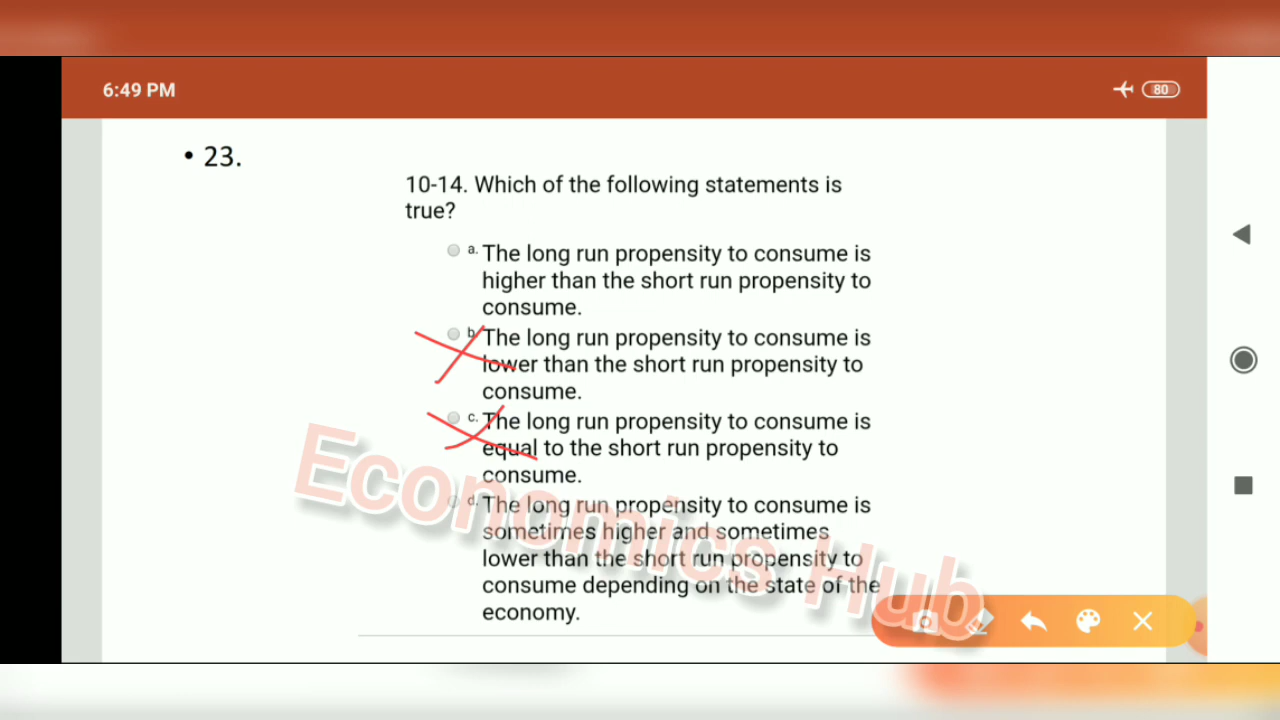 6:49 PM
80
• 23.
10-14. Which of the following statements is
true?
a. The long run propensity to consume is
higher than the short run propensity to
consume.
b. The long run propensity to consume is
lower than the short run propensity to
consume.
c. The long run propensity to consume is
equal to the short run propensity to
consume.
d. The long run propensity to consume is
sometimes higher and sometimes
lower than the short run propensity to
consume depending on the state of the
economy.
Economics Hub